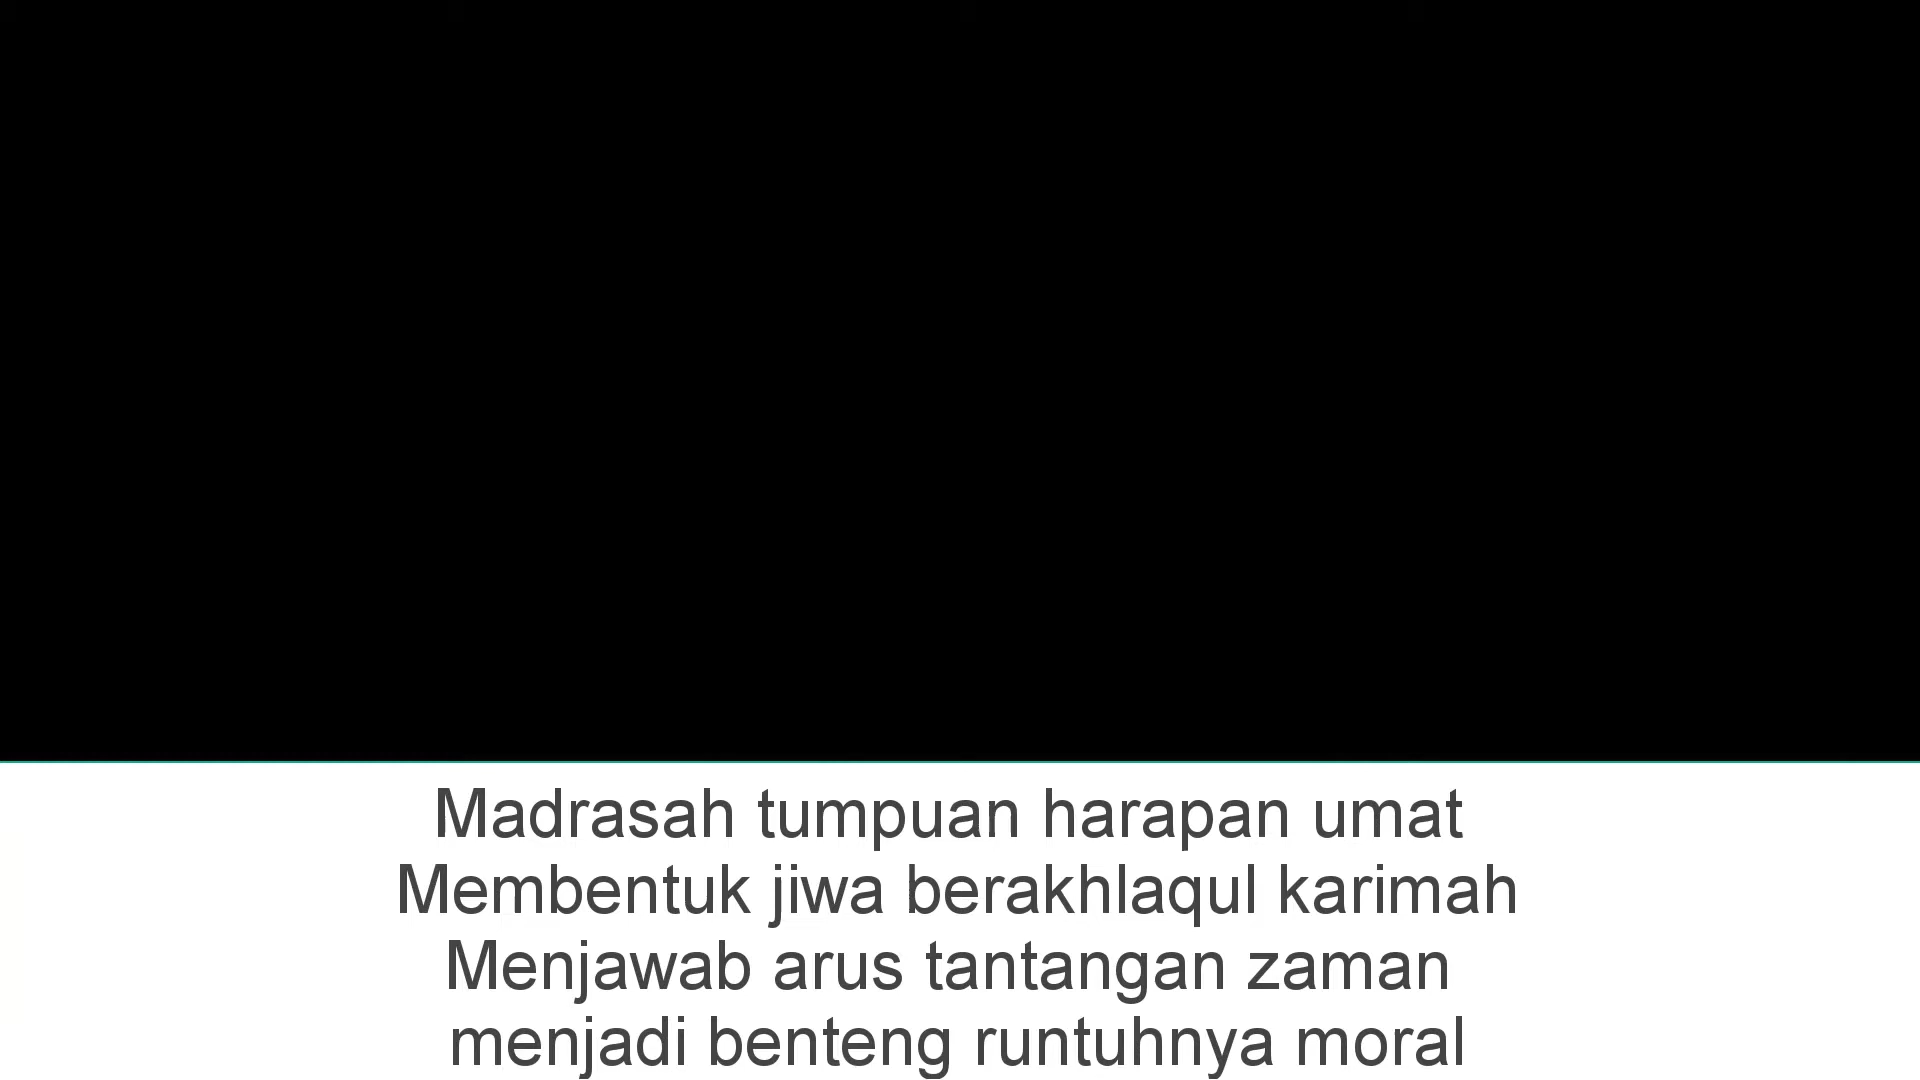 Madrasah tumpuan harapan umat
Membentuk jiwa berakhlaqul karimah
Menjawab arus tantangan zaman
menjadi benteng runtuhnya moral